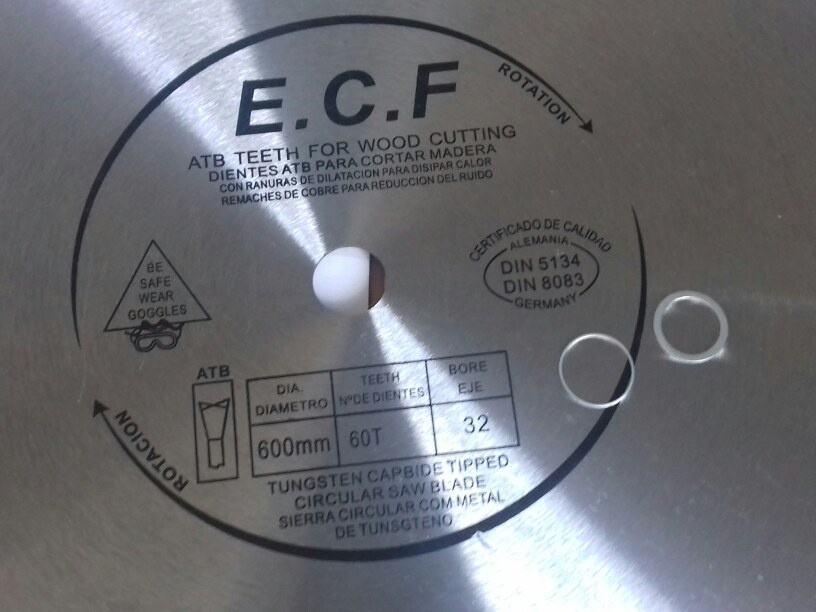 E.C.F
ROTATION
ATB TEETH FOR WOOD CUTTING
DIENTES ATB PARA CORTAR MADERA
CON RANURAS DE DILATACION PARA DISIPAR CALOR
REMACHES DE COBRE PARA REDUCCION DEL RUIDO
CERTIFICADO DE CALIDAD
ALEMANIA
DIN 5134
DIN 8083
GERMANY
BE
SAFE
WEAR
GOGGLES
ATB
DIA.
DIAMETRO
TEETH
NºDE DIENTES
BORE
EJE
600mm
60T
32
ROTACION
TUNGSTEN CARBIDE TIPPED
CIRCULAR SAW BLADE
SIERRA CIRCULAR COM METAL
DE TUNSGTENO